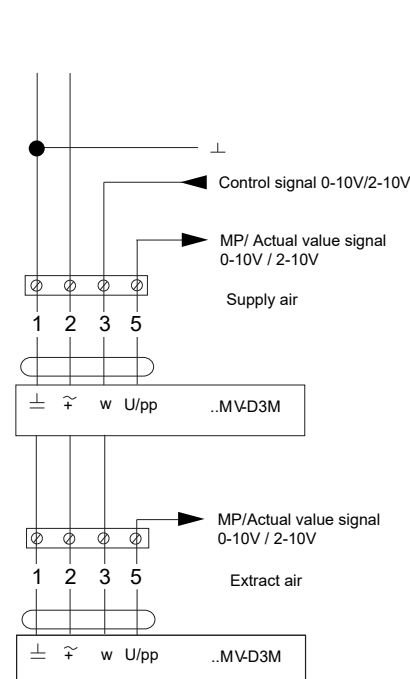 ⊥
Control signal 0-10V/2-10V
MP/ Actual value signal
0-10V / 2-10V
Supply air
1 2 3 5
⊥ ~+ w U/pp ..MV-D3M
MP/Actual value signal
0-10V / 2-10V
1 2 3 5
Extract air
⊥ ~+ w U/pp ..MV-D3M